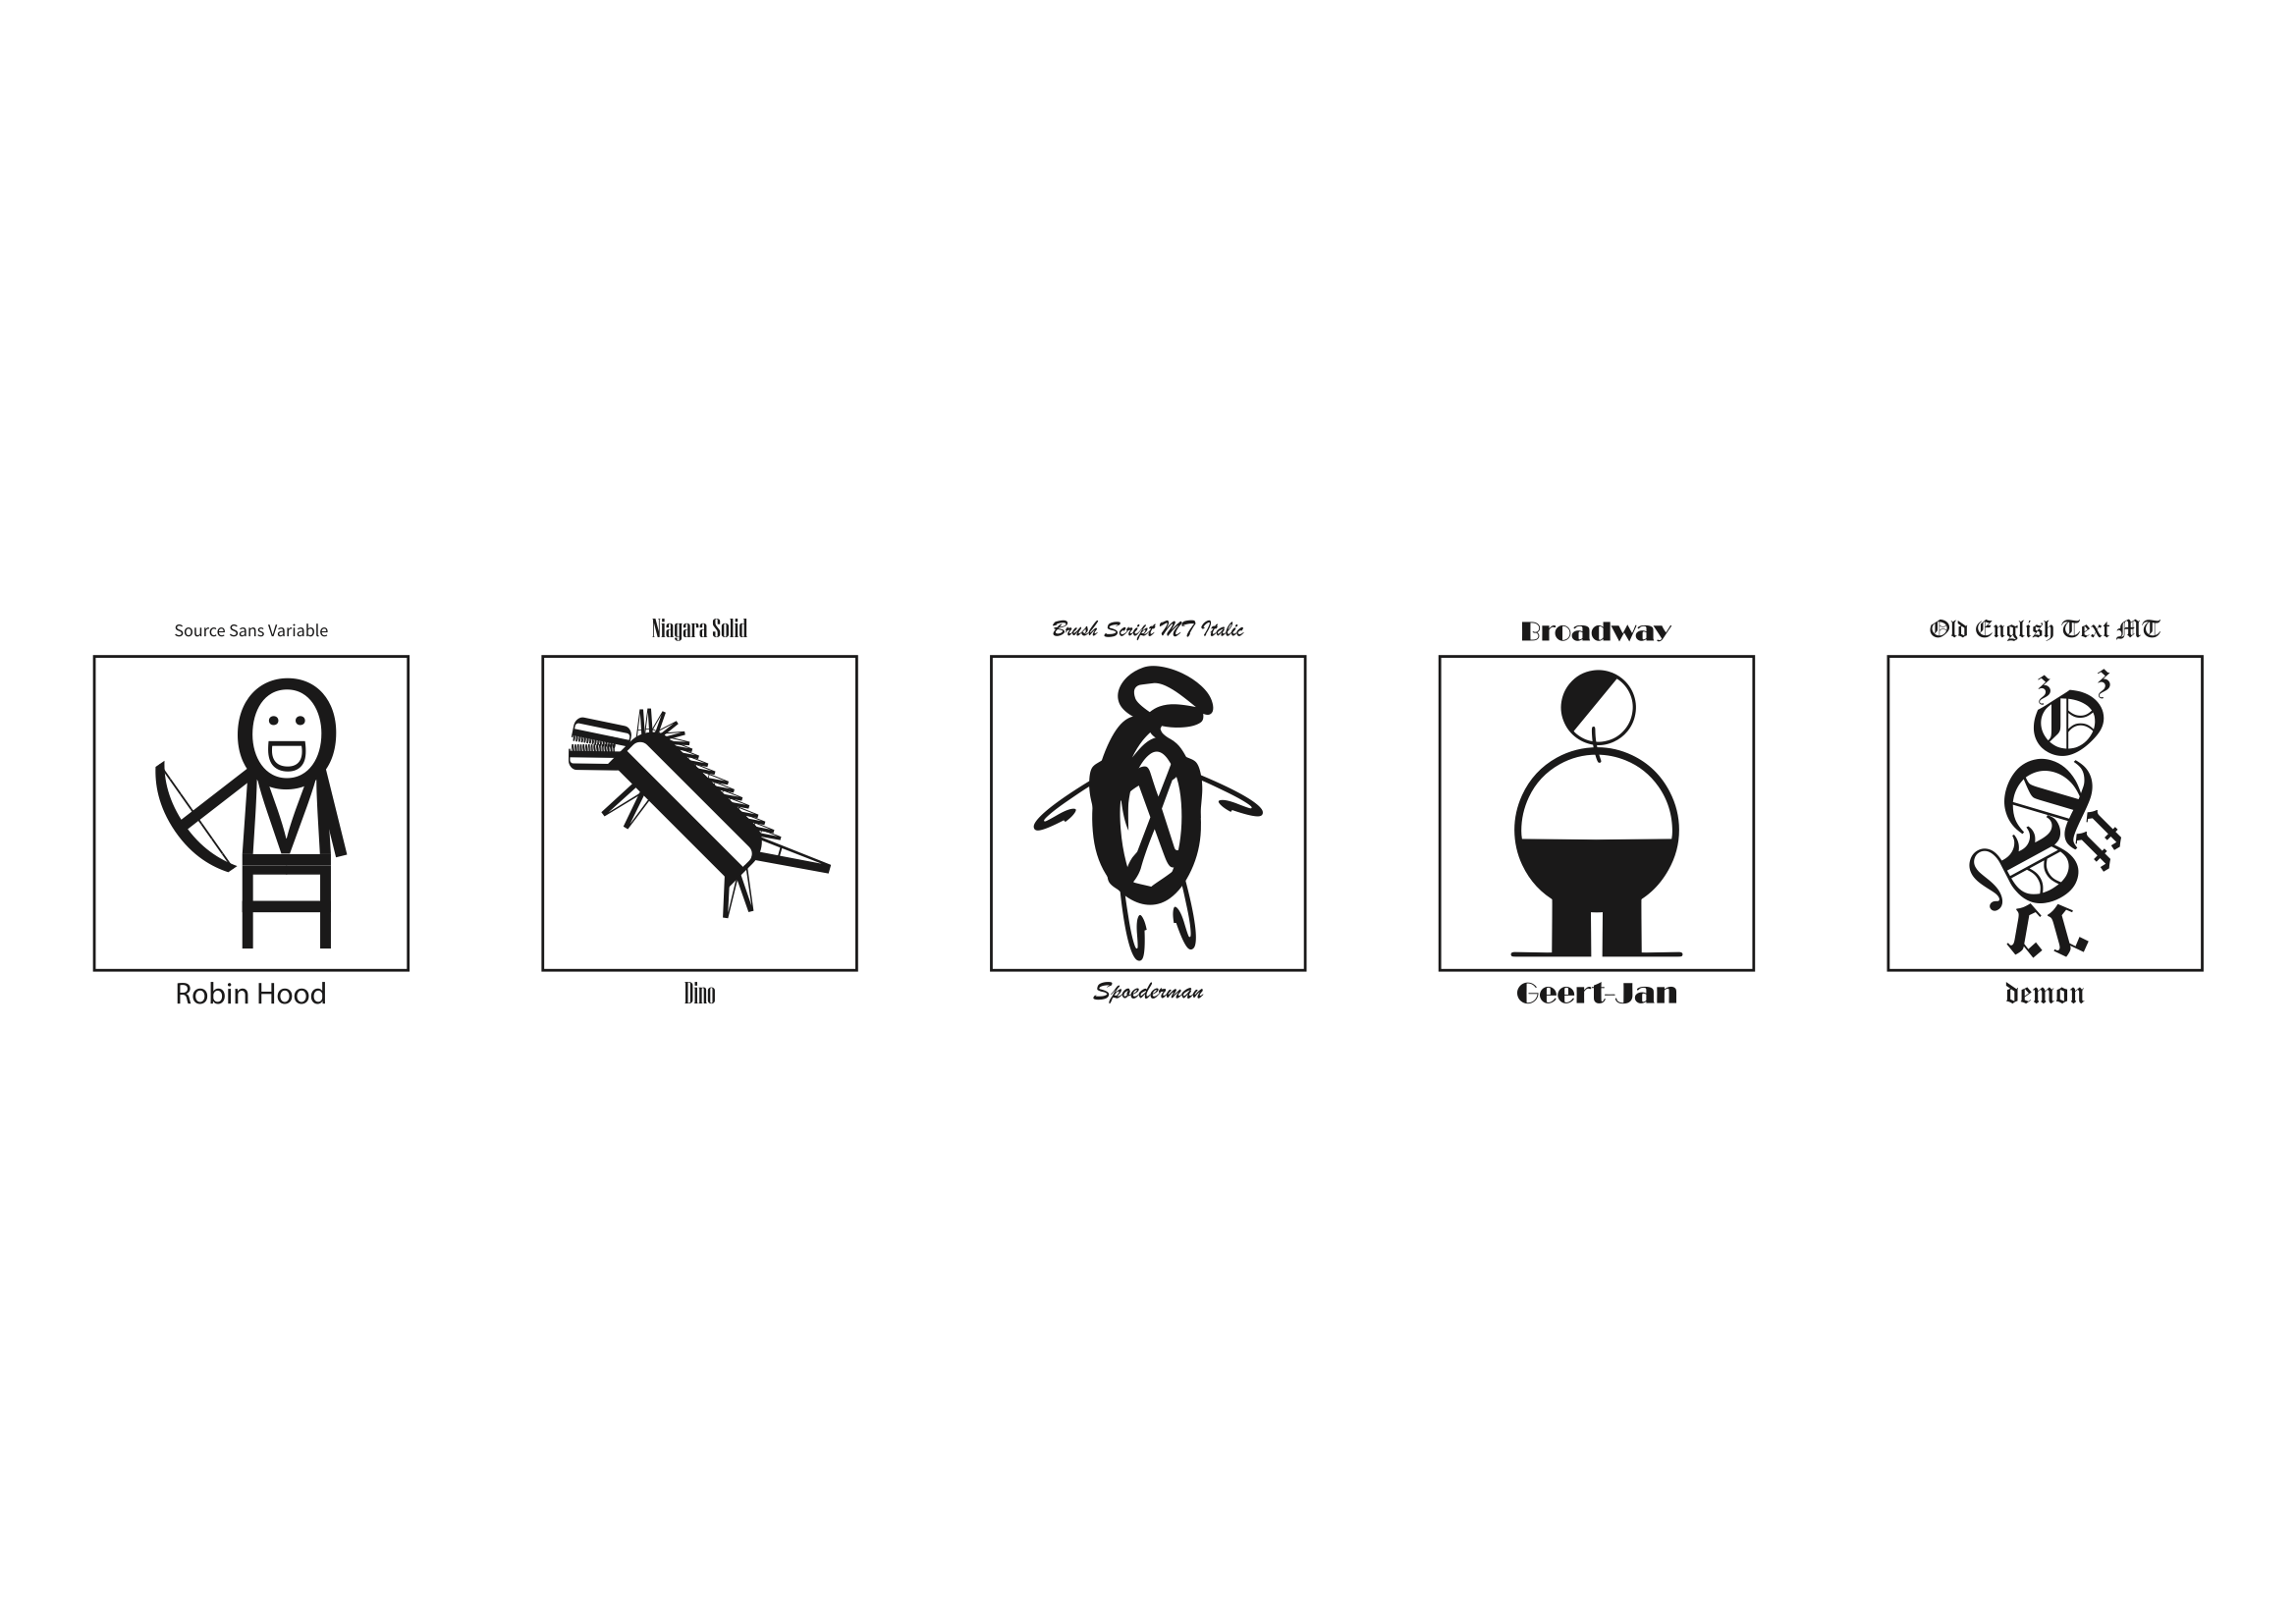 Source Sans Variable
Niagara Solid
Brush Script MT Italic
Broadway
Old English Text MT
Robin Hood
Dino
Spoederman
Geert-Jan
demon